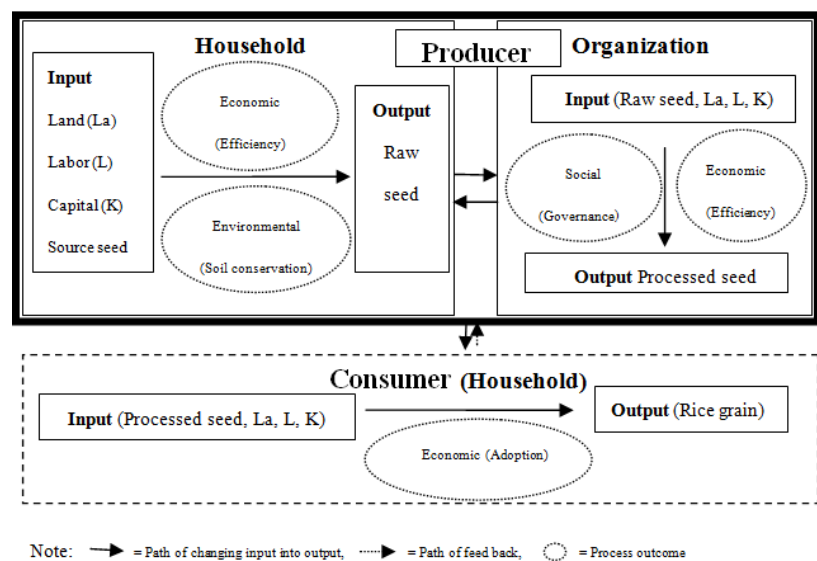 Producer
Household
Input
Land (La)
Labor (L)
Capital (K)
Source seed
Economic
(Efficiency)
Environmental
(Soil conservation)
Output
Raw
seed
Organization
Input (Raw seed, La, L, K)
Social
(Governance)
Economic
(Efficiency)
Output Processed seed
Consumer (Household)
Input (Processed seed, La, L, K)
Economic (Adoption)
Output (Rice grain)
Note: = Path of changing input into output, = Path of feed back, = Process outcome